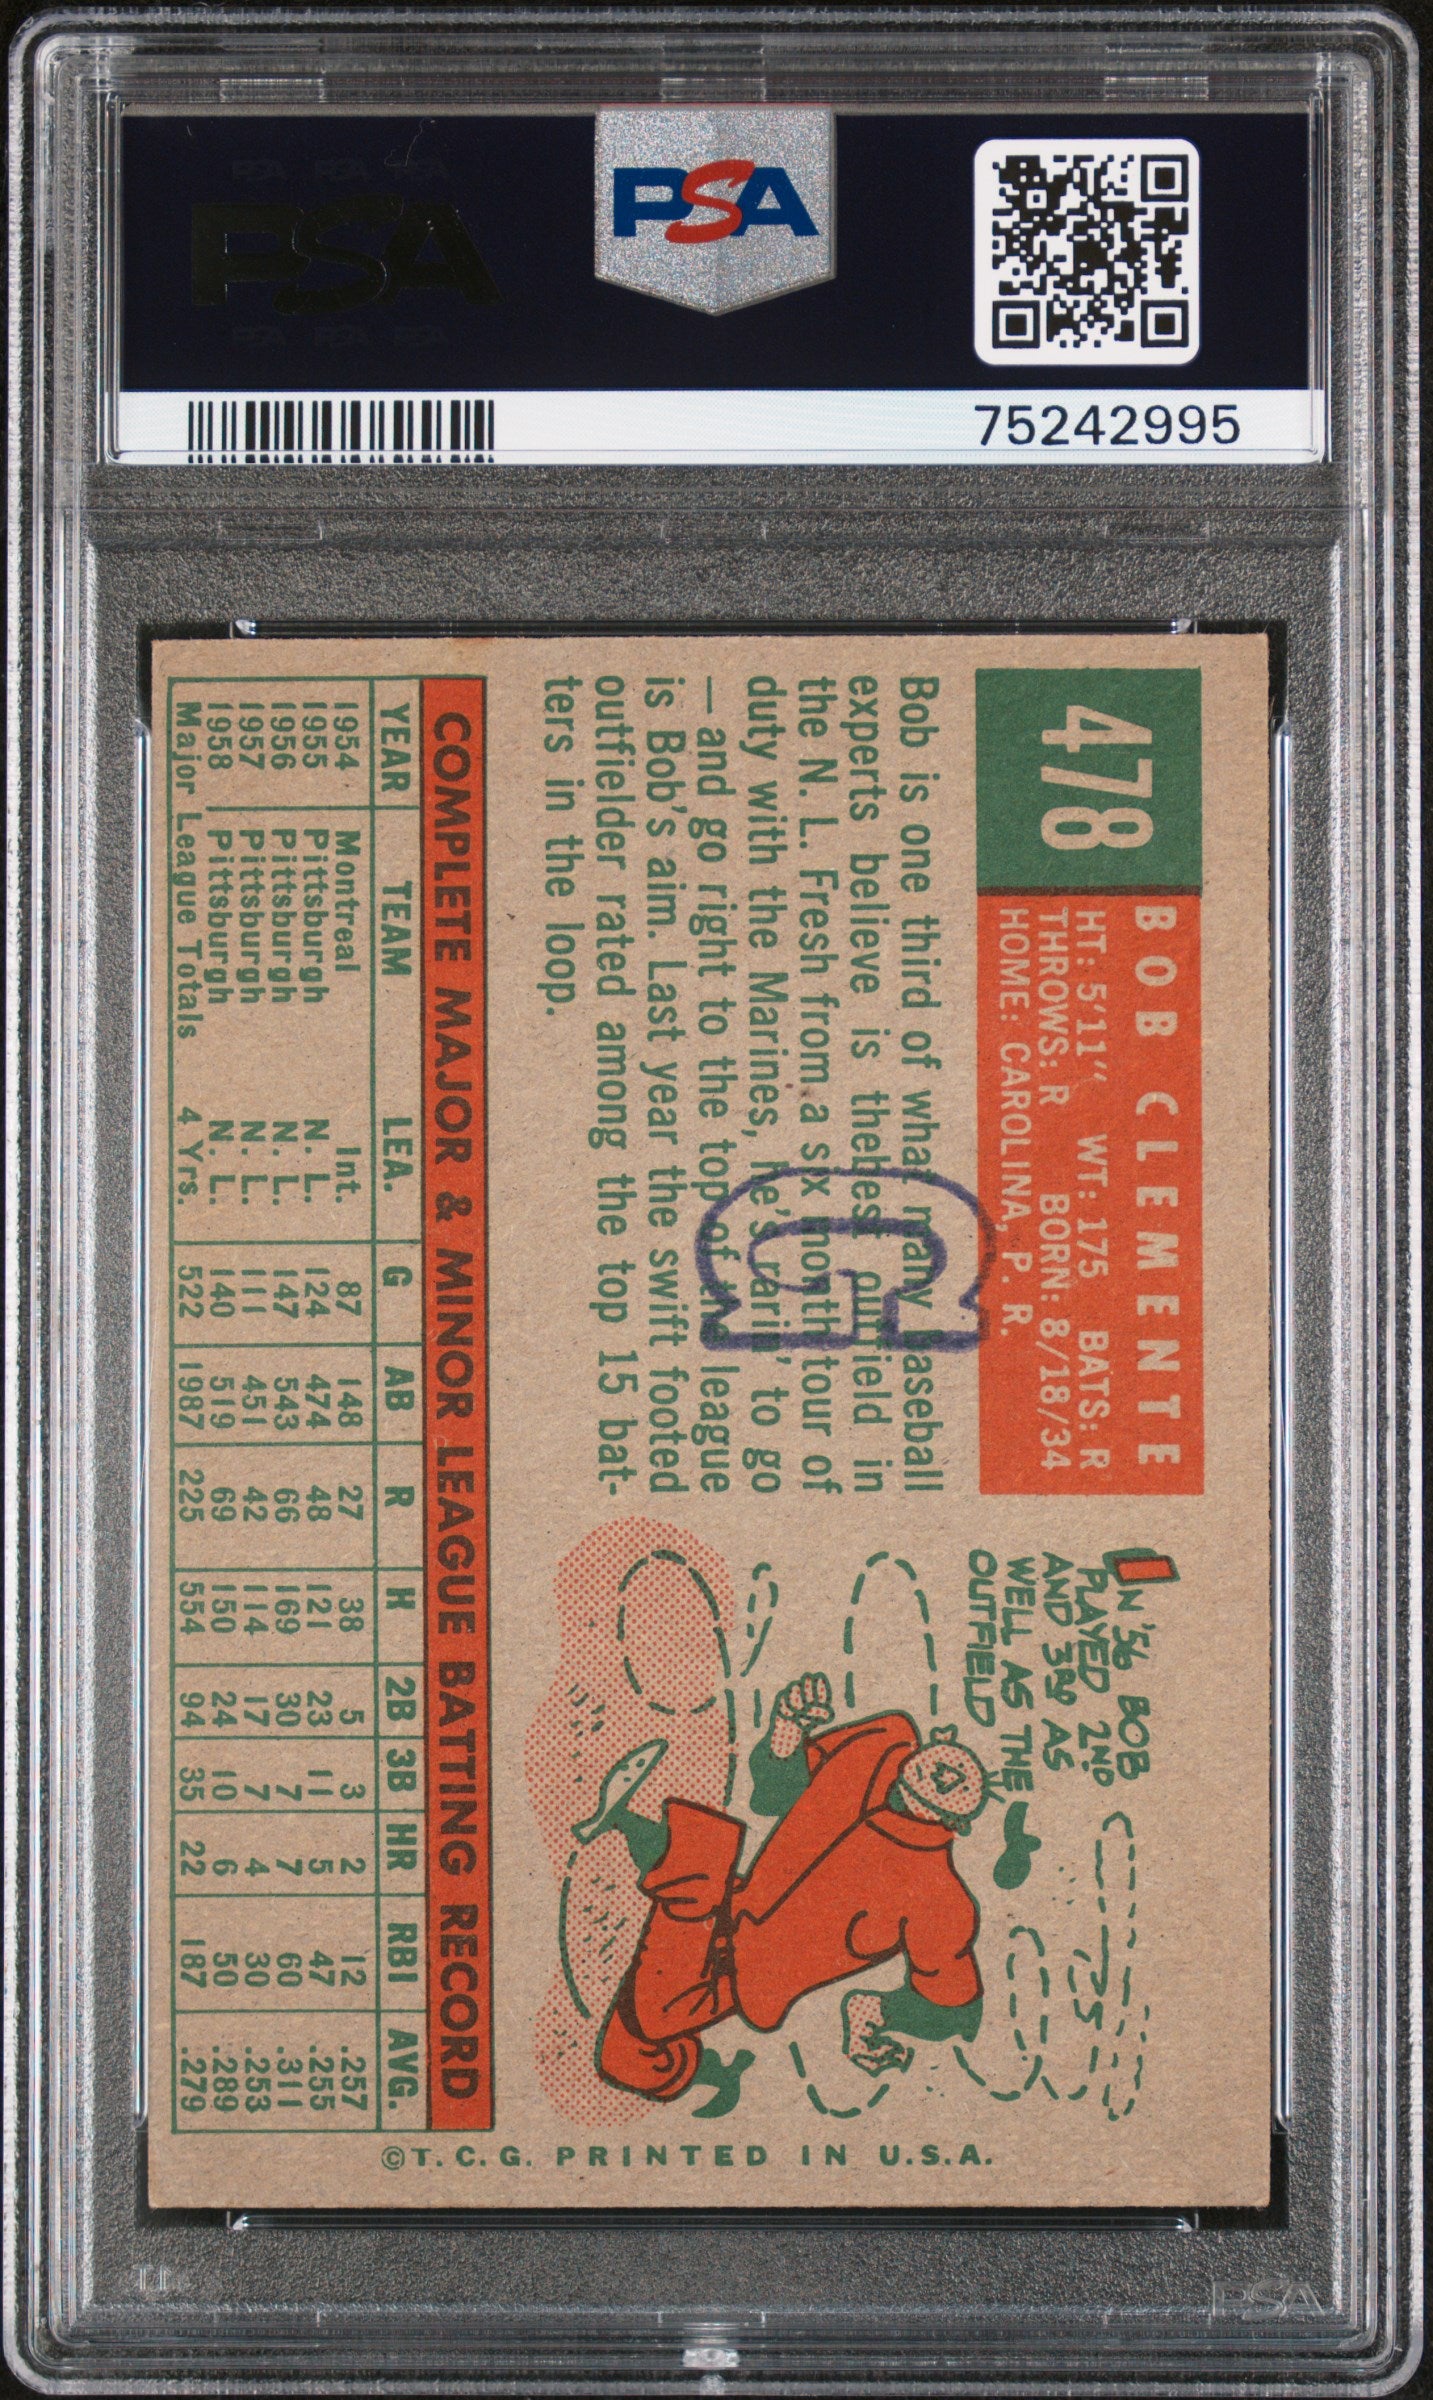 PSA
PSA PSA PSA
PSA
PSA PSA PSA
75242995
478
BOB CLEMENTE
HT: 5'11" WT: 175 BATS: R
THROWS: R BORN: 8/18/34
HOME: CAROLINA, P. R.
Bob is one third of what many baseball
experts believe is the best outfield in
the N. L. Fresh from a six month tour of
duty with the Marines, he's rarin' to go
—and go right to the top of the league
is Bob's aim. Last year the swift footed
outfielder rated among the top 15 bat-
ters in the loop.
G
IN '56 BOB
PLAYED 2ND
AND 3RD AS
WELL AS THE
OUTFIELD
COMPLETE MAJOR & MINOR LEAGUE BATTING RECORD
YEAR TEAM LEA. G AB R H 2B 3B HR RBI AVG.
1954 Montreal Int. 87 148 27 38 5 3 2 12 .257
1955 Pittsburgh N. L. 124 474 48 121 23 11 5 47 .255
1956 Pittsburgh N. L. 147 543 66 169 30 7 7 60 .311
1957 Pittsburgh N. L. 111 451 42 114 17 7 4 30 .253
1958 Pittsburgh N. L. 140 519 69 150 24 10 6 50 .289
Major League Totals 4 Yrs. 522 1987 225 554 94 35 22 187 .279
©T. C. G. PRINTED IN U.S.A.
PSA